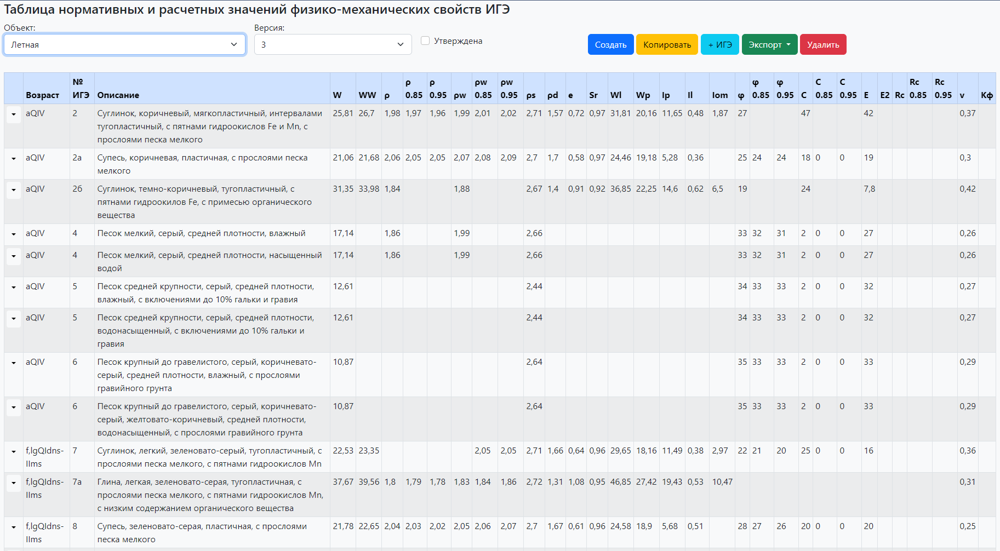 Таблица нормативных и расчетных значений физико-механических свойств ИГЭ
Объект: Версия:
Летная 3 Утверждена Создать Копировать + ИГЭ Экспорт Удалить
Возраст № ИГЭ Описание W WW ρ ρ 0.85 ρ 0.95 ρw ρw 0.85 ρw 0.95 ρs ρd e Sr Wl Wp Ip Il Iom φ φ 0.85 φ 0.95 C C 0.85 C 0.95 E E2 Rc Rc 0.85 Rc 0.95 ν Кф
aQIV 2 Суглинок, коричневый, мягкопластичный, интервалами 25,81 26,7 1,98 1,97 1,96 1,99 2,01 2,02 2,71 1,57 0,72 0,97 31,81 20,16 11,65 0,48 1,87 27 47 42 0,37
тугопластичный, с пятнами гидроокислов Fe и Mn, с
прослоями песка мелкого
aQIV 2а Супесь, коричневая, пластичная, с прослоями песка 21,06 21,68 2,06 2,05 2,05 2,07 2,08 2,09 2,7 1,7 0,58 0,97 24,46 19,18 5,28 0,36 25 24 24 18 0 0 19 0,3
мелкого
aQIV 2б Суглинок, темно-коричневый, тугопластичный, с 31,35 33,98 1,84 1,88 2,67 1,4 0,91 0,92 36,85 22,25 14,6 0,62 6,5 19 24 7,8 0,42
пятнами гидроокилов Fe, с примесью органического
вещества
aQIV 4 Песок мелкий, серый, средней плотности, влажный 17,14 1,86 1,99 2,66 33 32 31 2 0 0 27 0,26
aQIV 4 Песок мелкий, серый, средней плотности, насыщенный 17,14 1,86 1,99 2,66 33 32 31 2 0 0 27 0,26
водой
aQIV 5 Песок средней крупности, серый, средней плотности, 12,61 2,44 34 33 33 2 0 0 32 0,27
влажный, с включениями до 10% гальки и гравия
aQIV 5 Песок средней крупности, серый, средней плотности, 12,61 2,44 34 33 33 2 0 0 32 0,27
водонасыщенный, с включениями до 10% гальки и
гравия
aQIV 6 Песок крупный до гравелистого, серый, коричневато- 10,87 2,64 35 33 33 2 0 0 33 0,29
серый, средней плотности, влажный, с прослоями
гравийного грунта
aQIV 6 Песок крупный до гравелистого, серый, коричневато- 10,87 2,64 35 33 33 2 0 0 33 0,29
серый, желтовато-коричневый, средней плотности,
водонасыщенный, с прослоями гравийного грунта
f,lgQIdns- 7 Суглинок, легкий, зеленовато-серый, тугопластичный, с 22,53 23,35 2,05 2,05 2,71 1,66 0,64 0,96 29,65 18,16 11,49 0,38 2,97 22 21 20 25 0 0 16 0,36
IIms прослоями песка мелкого, с пятнами гидроокислов Mn
f,lgQIdns- 7а Глина, легкая, зеленовато-серая, тугопластичная, с 37,67 39,56 1,8 1,79 1,78 1,83 1,84 1,86 2,72 1,31 1,08 0,95 46,85 27,42 19,43 0,53 10,47 0,31
IIms прослоями песка мелкого, с пятнами гидроокислов Mn,
с низким содержанием органического вещества
f,lgQIdns- 8 Супесь, зеленовато-серая, пластичная, с прослоями 21,78 22,65 2,04 2,03 2,02 2,05 2,06 2,07 2,7 1,67 0,61 0,96 24,58 18,9 5,68 0,51 28 27 26 20 0 0 20 0,25
IIms песка мелкого